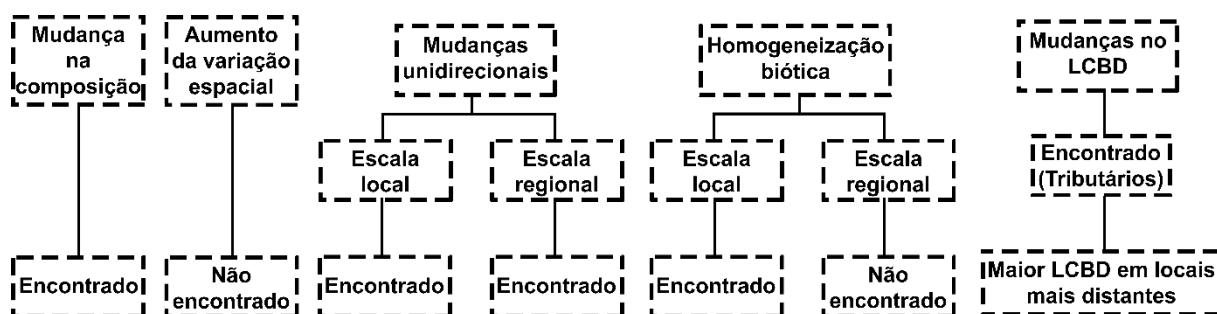 Mudança
na
composição
Aumento
da variação
espacial
Mudanças
unidirecionais
Homogeneização
biótica
Mudanças no
LCBD
Escala
local
Escala
regional
Escala
local
Escala
regional
Encontrado
(Tributários)
Encontrado
Não
encontrado
Encontrado
Encontrado
Encontrado
Não
encontrado
Maior LCBD em locais
mais distantes